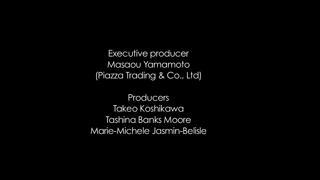 Executive producer
Masaou Yamamoto
(Piazza Trading & Co., Ltd)
Producers
Takeo Koshikawa
Tashina Banks Moore
Marie-Michele Jasmin-Belisle